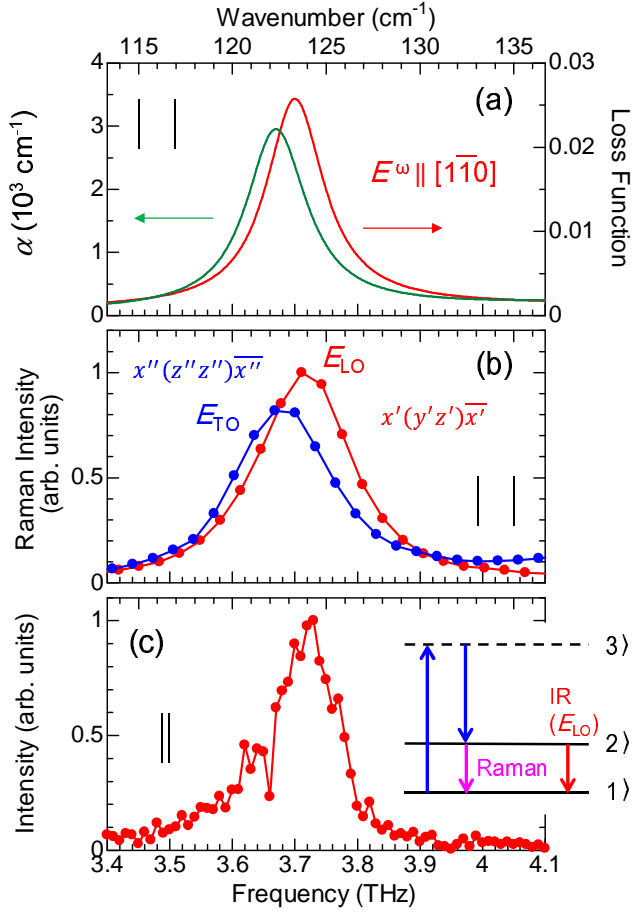 Wavenumber (cm⁻¹)
115 120 125 130 135
4
3
2
1
0
α (10³ cm⁻¹)
(a)
E^ω ∥ [11̅0]
0.03
0.02
0.01
0
Loss Function
x''(z''z'')x̅'̅'̅
E_LO
(b)
E_TO
x'(y'z')x̅'̅
1
0.5
0
Raman Intensity
(arb. units)
(c)
1
0.5
0
Intensity (arb. units)
3⟩
IR
(E_LO)
2⟩
Raman
1⟩
3.4 3.5 3.6 3.7 3.8 3.9 4 4.1
Frequency (THz)